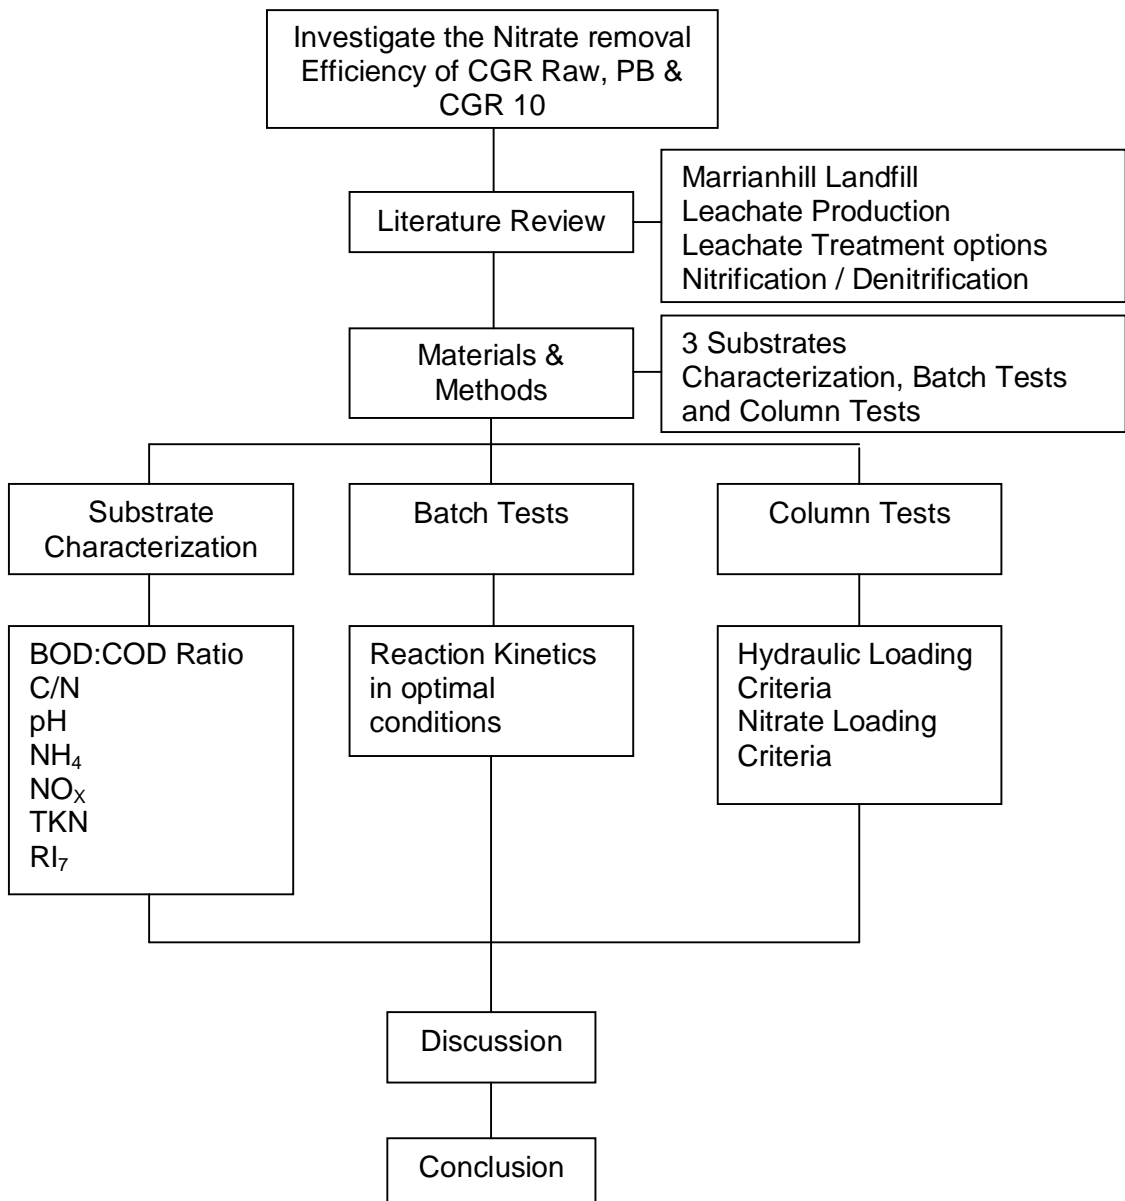 Investigate the Nitrate removal
Efficiency of CGR Raw, PB &
CGR 10
Literature Review
Marrianhill Landfill
Leachate Production
Leachate Treatment options
Nitrification / Denitrification
Materials &
Methods
3 Substrates
Characterization, Batch Tests
and Column Tests
Substrate
Characterization
Batch Tests
Column Tests
BOD:COD Ratio
C/N
pH
NH₄
NOₓ
TKN
RI₇
Reaction Kinetics
in optimal
conditions
Hydraulic Loading
Criteria
Nitrate Loading
Criteria
Discussion
Conclusion